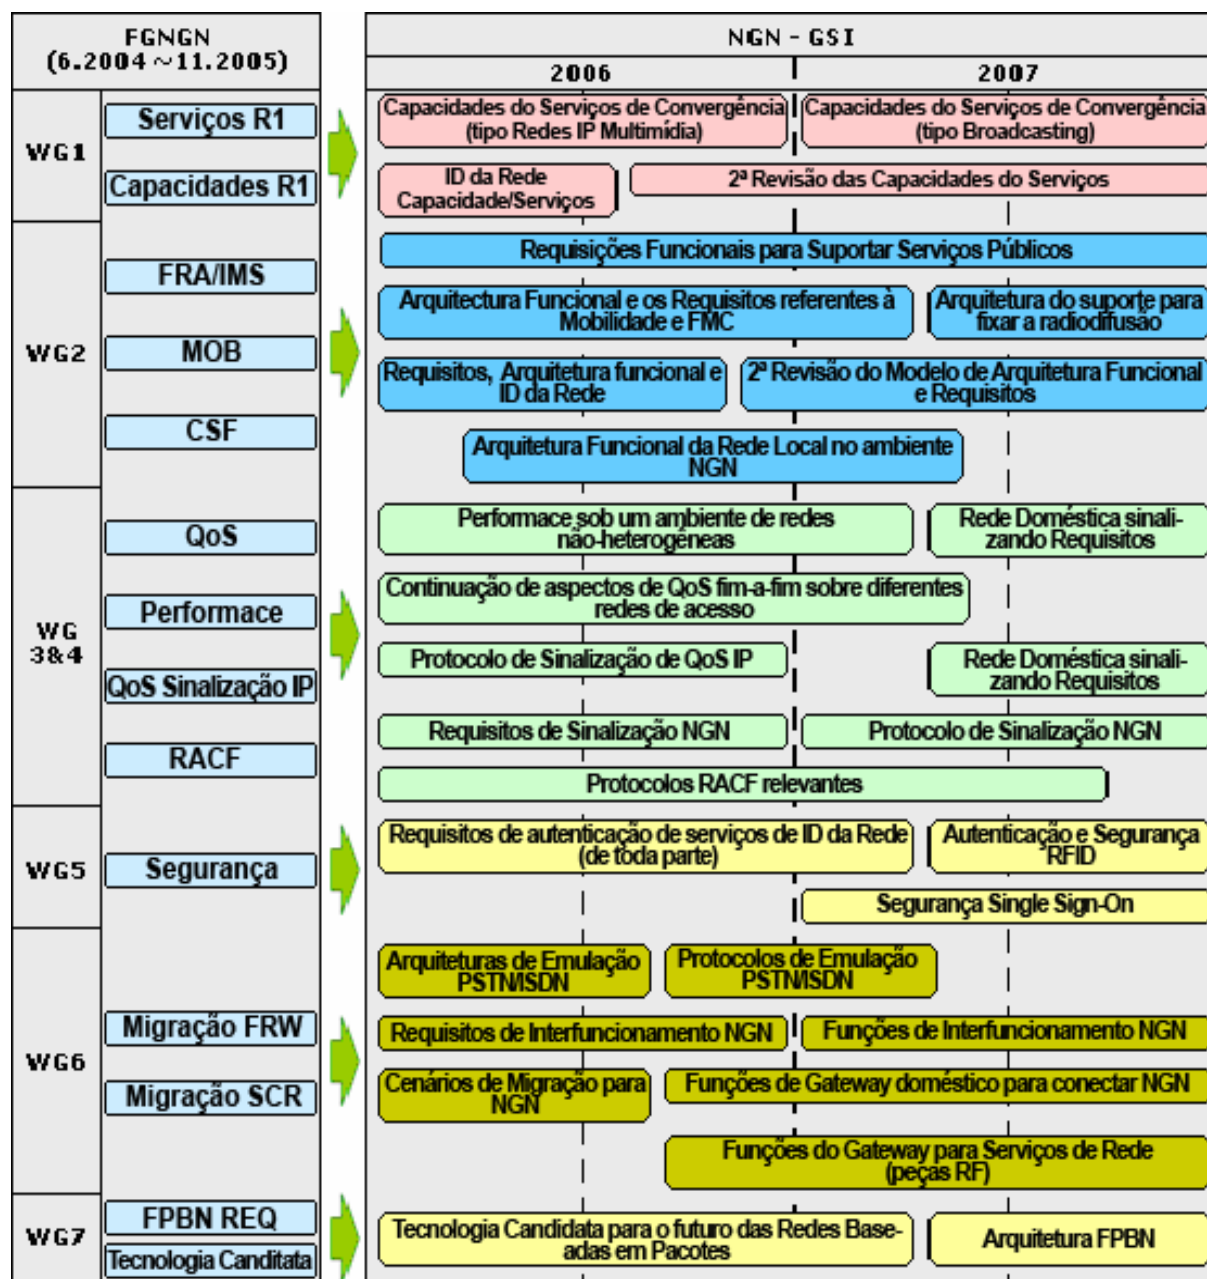 FGNGN
(6.2004 ~ 11.2005)
NGN - GSI
2006
2007
WG1
Serviços R1
Capacidades R1
Capacidades do Serviços de Convergência
(tipo Redes IP Multimídia)
Capacidades do Serviços de Convergência
(tipo Broadcasting)
ID da Rede
Capacidade/Serviços
2ª Revisão das Capacidades do Serviços
WG2
FRA/IMS
MOB
CSF
Requisições Funcionais para Suportar Serviços Públicos
Arquitectura Funcional e os Requisitos referentes à
Mobilidade e FMC
Arquitetura do suporte para
fixar a radiodifusão
Requisitos, Arquitetura funcional e
ID da Rede
2ª Revisão do Modelo de Arquitetura Funcional
e Requisitos
Arquitetura Funcional da Rede Local no ambiente
NGN
WG
3&4
QoS
Performace
QoS Sinalização IP
RACF
Performace sob um ambiente de redes
não-heterogêneas
Rede Doméstica sinali-
zando Requisitos
Continuação de aspectos de QoS fim-a-fim sobre diferentes
redes de acesso
Protocolo de Sinalização de QoS IP
Rede Doméstica sinali-
zando Requisitos
Requisitos de Sinalização NGN
Protocolo de Sinalização NGN
Protocolos RACF relevantes
WG5
Segurança
Requisitos de autenticação de serviços de ID da Rede
(de toda parte)
Autenticação e Segurança
RFID
Segurança Single Sign-On
WG6
Migração FRW
Migração SCR
Arquiteturas de Emulação
PSTN/ISDN
Protocolos de Emulação
PSTN/ISDN
Requisitos de Interfuncionamento NGN
Funções de Interfuncionamento NGN
Cenários de Migração para
NGN
Funções de Gateway doméstico para conectar NGN
Funções do Gateway para Serviços de Rede
(peças RF)
WG7
FPBN REQ
Tecnologia Canditata
Tecnologia Candidata para o futuro das Redes Base-
adas em Pacotes
Arquitetura FPBN